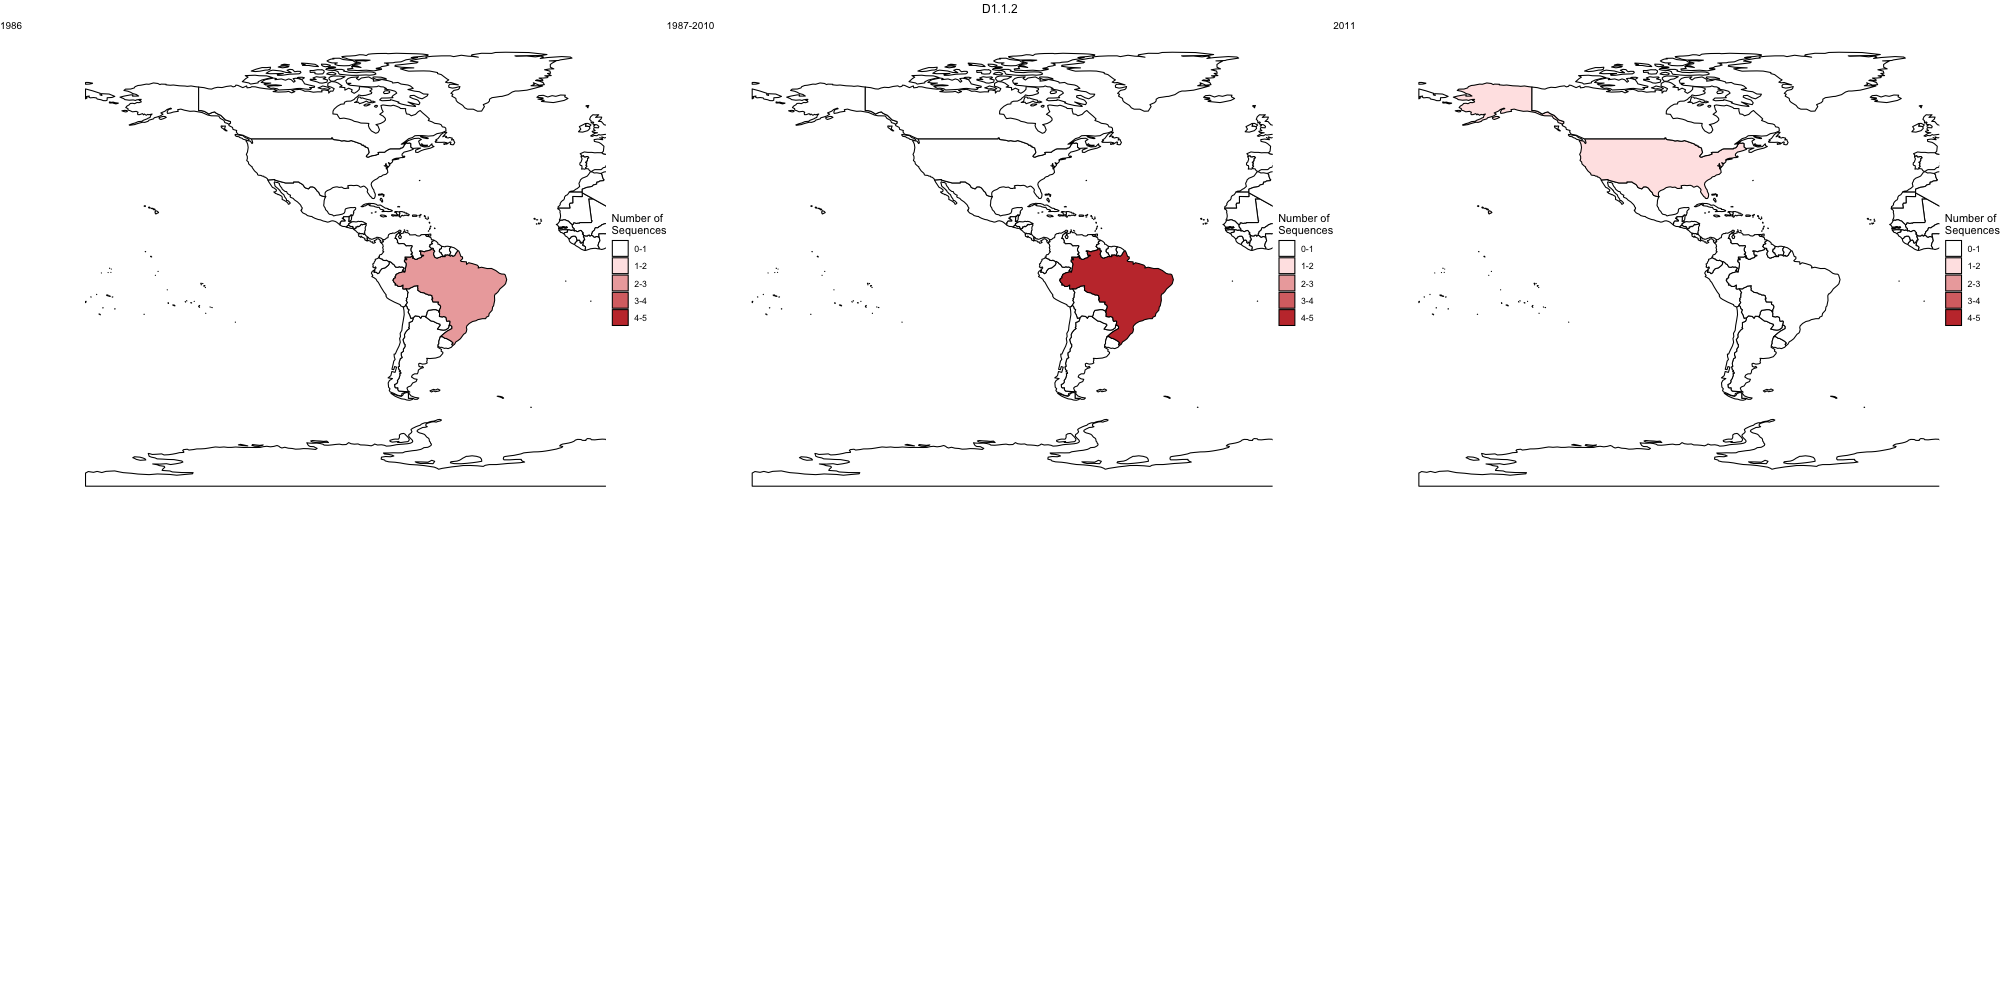 D1.1.2
1986
1987-2010
2011
Number of
Sequences
0-1
1-2
2-3
3-4
4-5
Number of
Sequences
0-1
1-2
2-3
3-4
4-5
Number of
Sequences
0-1
1-2
2-3
3-4
4-5